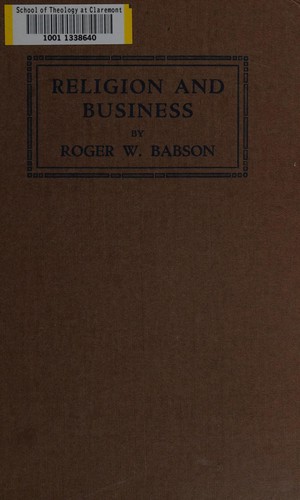 School of Theology at Claremont
1001 1338640
RELIGION AND
BUSINESS
BY
ROGER W. BABSON